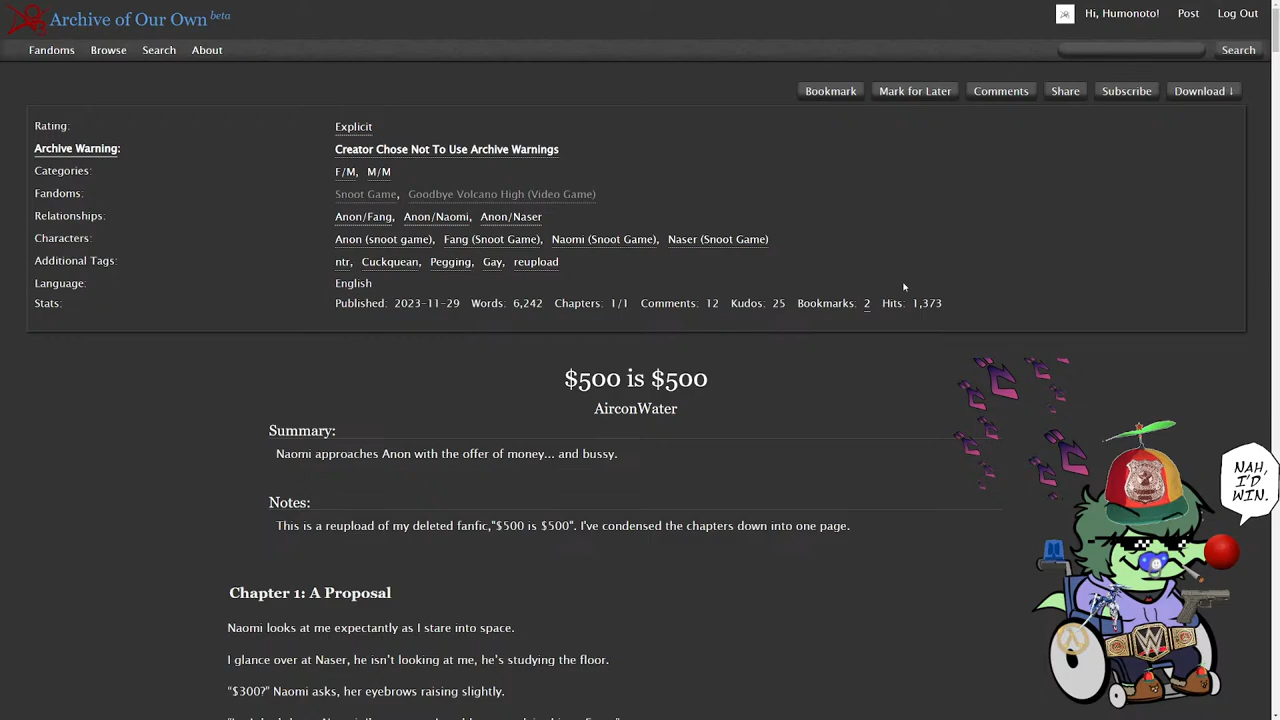 Archive of Our Own beta
Hi, Humonoto! Post Log Out
Fandoms Browse Search About Search
Bookmark Mark for Later Comments Share Subscribe Download ↓
Rating: Explicit
Archive Warning: Creator Chose Not To Use Archive Warnings
Categories: F/M, M/M
Fandoms: Snoot Game, Goodbye Volcano High (Video Game)
Relationships: Anon/Fang, Anon/Naomi, Anon/Naser
Characters: Anon (snoot game), Fang (Snoot Game), Naomi (Snoot Game), Naser (Snoot Game)
Additional Tags: ntr, Cuckquean, Pegging, Gay, reupload
Language: English
Stats: Published: 2023-11-29 Words: 6,242 Chapters: 1/1 Comments: 12 Kudos: 25 Bookmarks: 2 Hits: 1,373
$500 is $500
AirconWater
Summary:
Naomi approaches Anon with the offer of money... and bussy.
Notes:
This is a reupload of my deleted fanfic,"$500 is $500". I've condensed the chapters down into one page.
NAH,
I'D
WIN.
Chapter 1: A Proposal
Naomi looks at me expectantly as I stare into space.
I glance over at Naser, he isn't looking at me, he's studying the floor.
"$300?" Naomi asks, her eyebrows raising slightly.